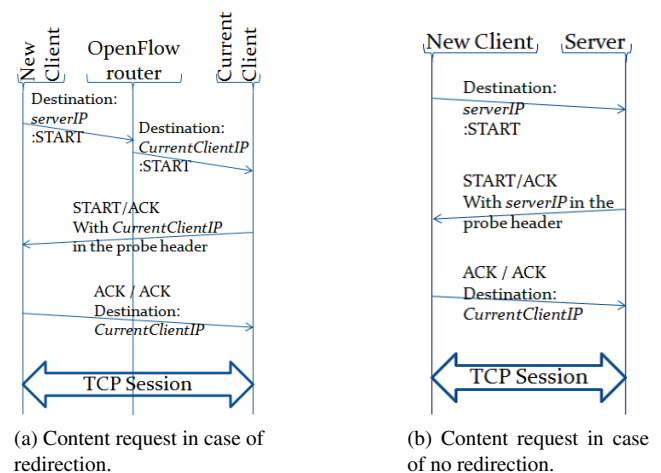 New
Client
OpenFlow
router
Current
Client
Destination:
serverIP
:START
Destination:
CurrentClientIP
:START
START/ACK
With CurrentClientIP
in the probe header
ACK / ACK
Destination:
CurrentClientIP
TCP Session
(a) Content request in case of
redirection.
New Client
Server
Destination:
serverIP
:START
START/ACK
With serverIP in the
probe header
ACK / ACK
Destination:
CurrentClientIP
TCP Session
(b) Content request in case
of no redirection.